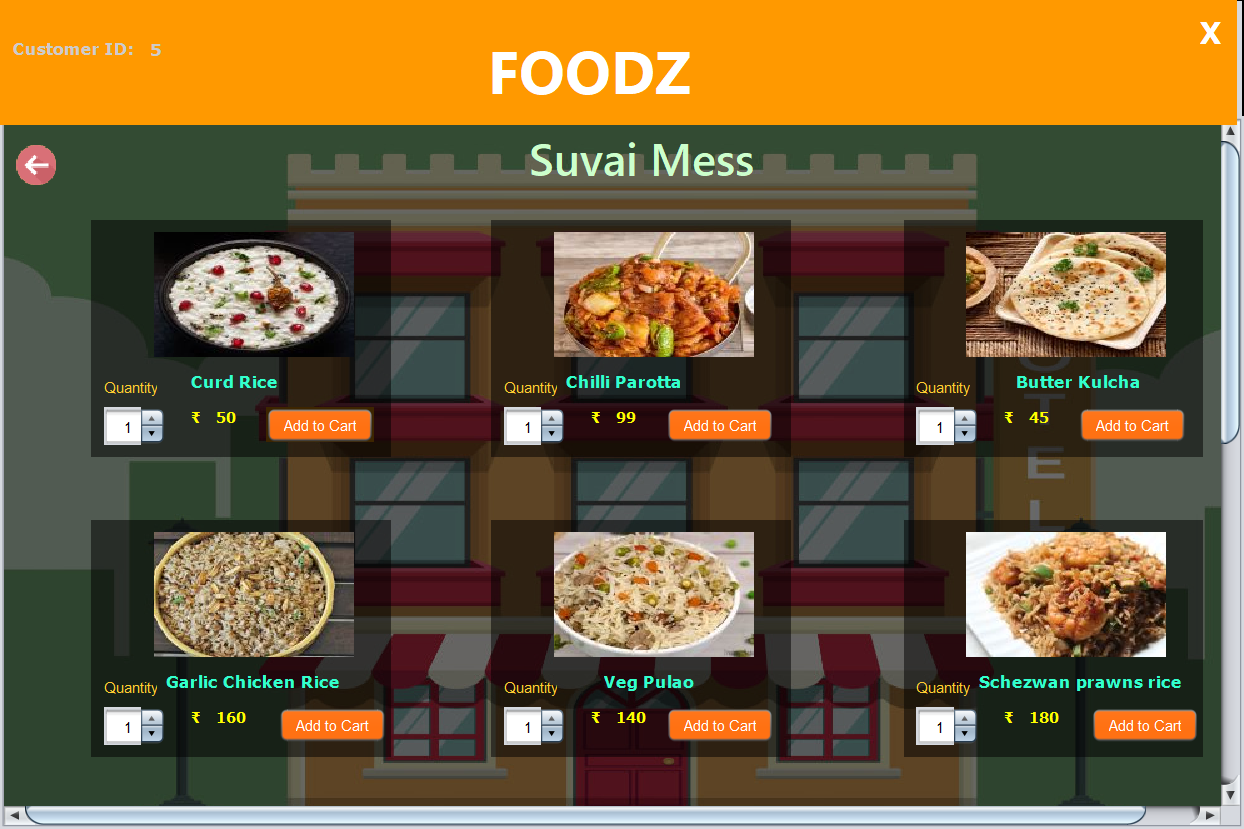 Customer ID: 5
X
FOODZ
Suvai Mess
Curd Rice
Quantity
1
₹ 50
Add to Cart
Chilli Parotta
Quantity
1
₹ 99
Add to Cart
Butter Kulcha
Quantity
1
₹ 45
Add to Cart
Garlic Chicken Rice
Quantity
1
₹ 160
Add to Cart
Veg Pulao
Quantity
1
₹ 140
Add to Cart
Schezwan prawns rice
Quantity
1
₹ 180
Add to Cart